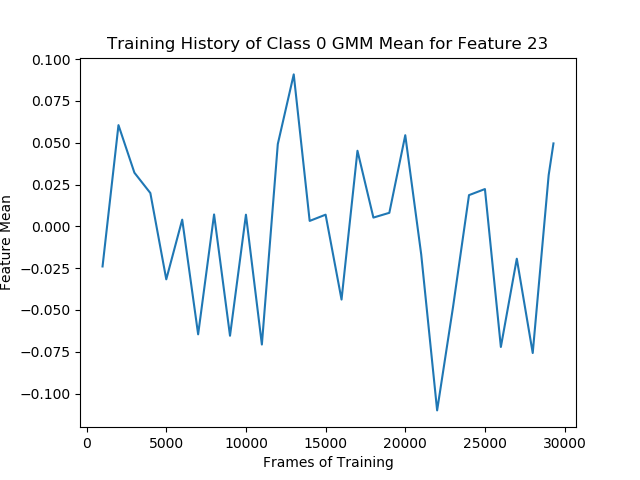 Training History of Class 0 GMM Mean for Feature 23
0.100
0.075
0.050
0.025
0.000
−0.025
−0.050
−0.075
−0.100
Feature Mean
0 5000 10000 15000 20000 25000 30000
Frames of Training